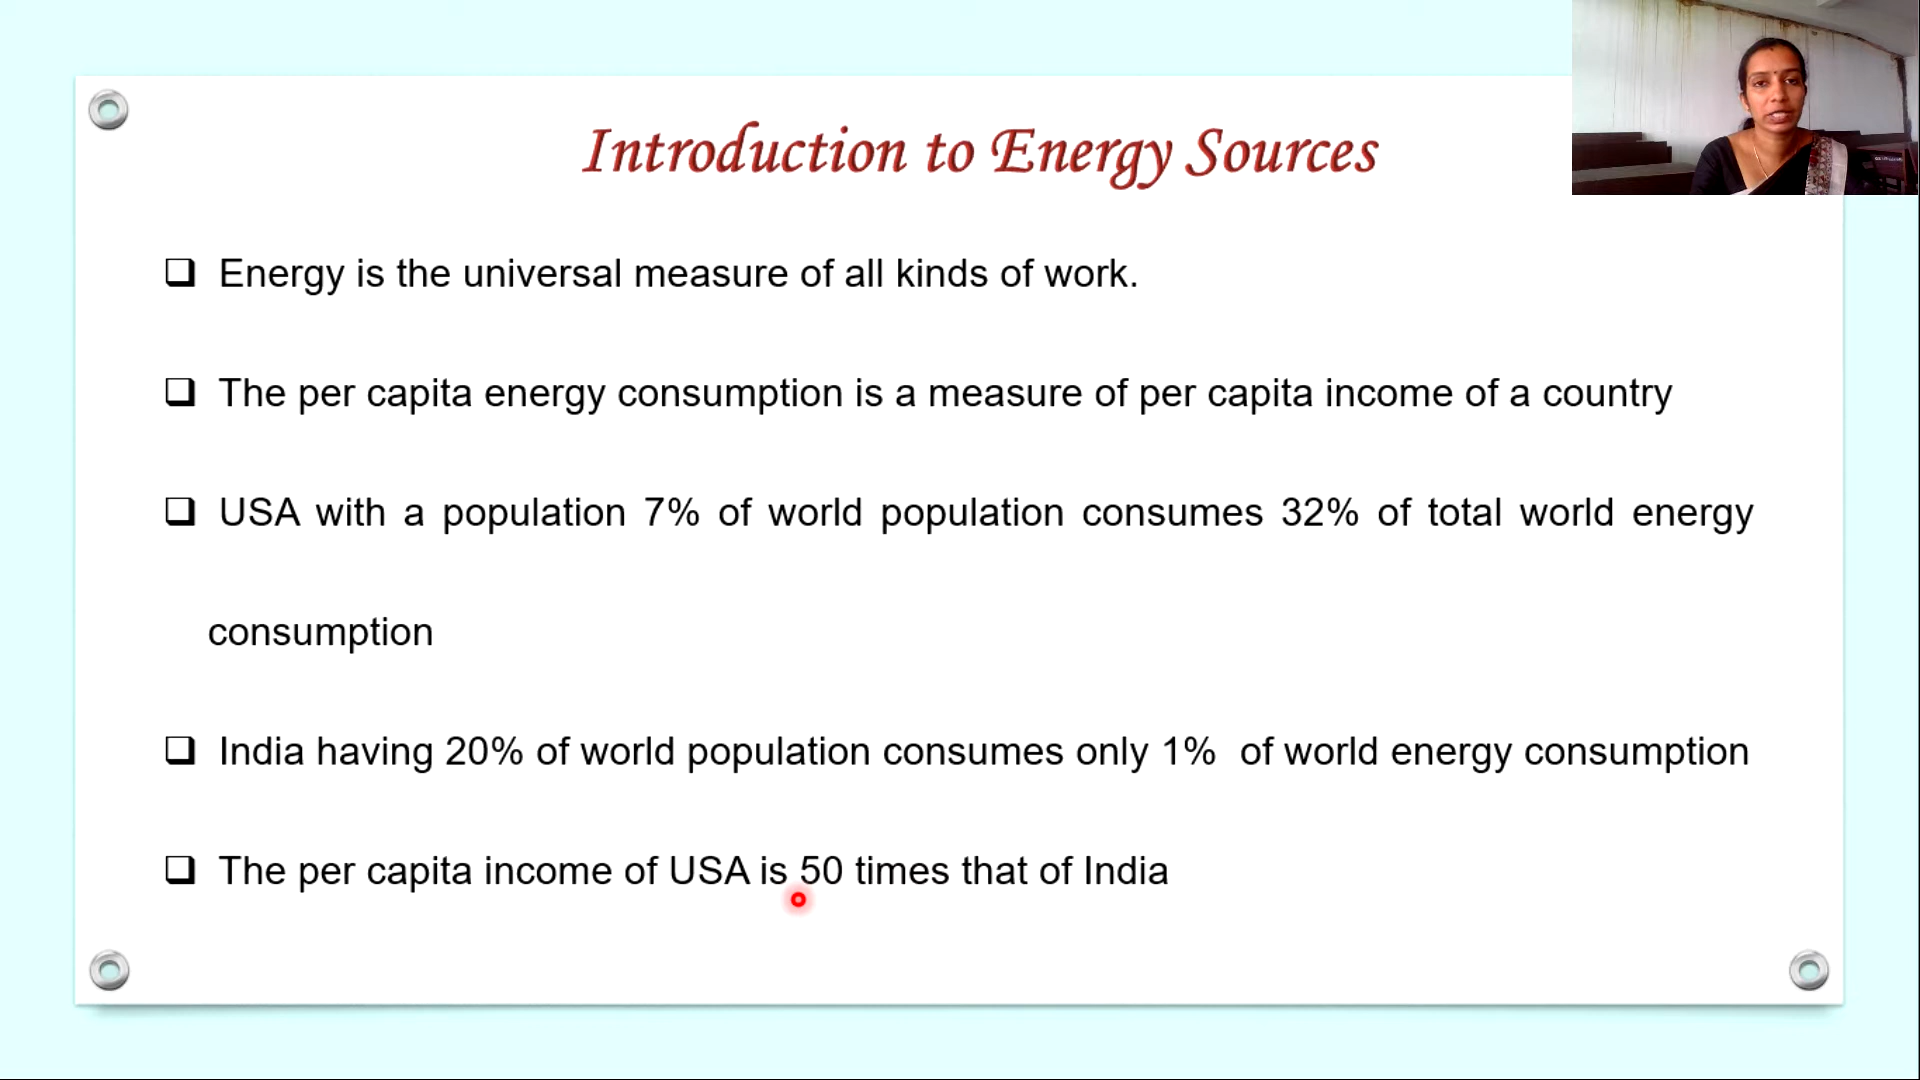 Introduction to Energy Sources
❑ Energy is the universal measure of all kinds of work.
❑ The per capita energy consumption is a measure of per capita income of a country
❑ USA with a population 7% of world population consumes 32% of total world energy
consumption
❑ India having 20% of world population consumes only 1% of world energy consumption
❑ The per capita income of USA is 50 times that of India